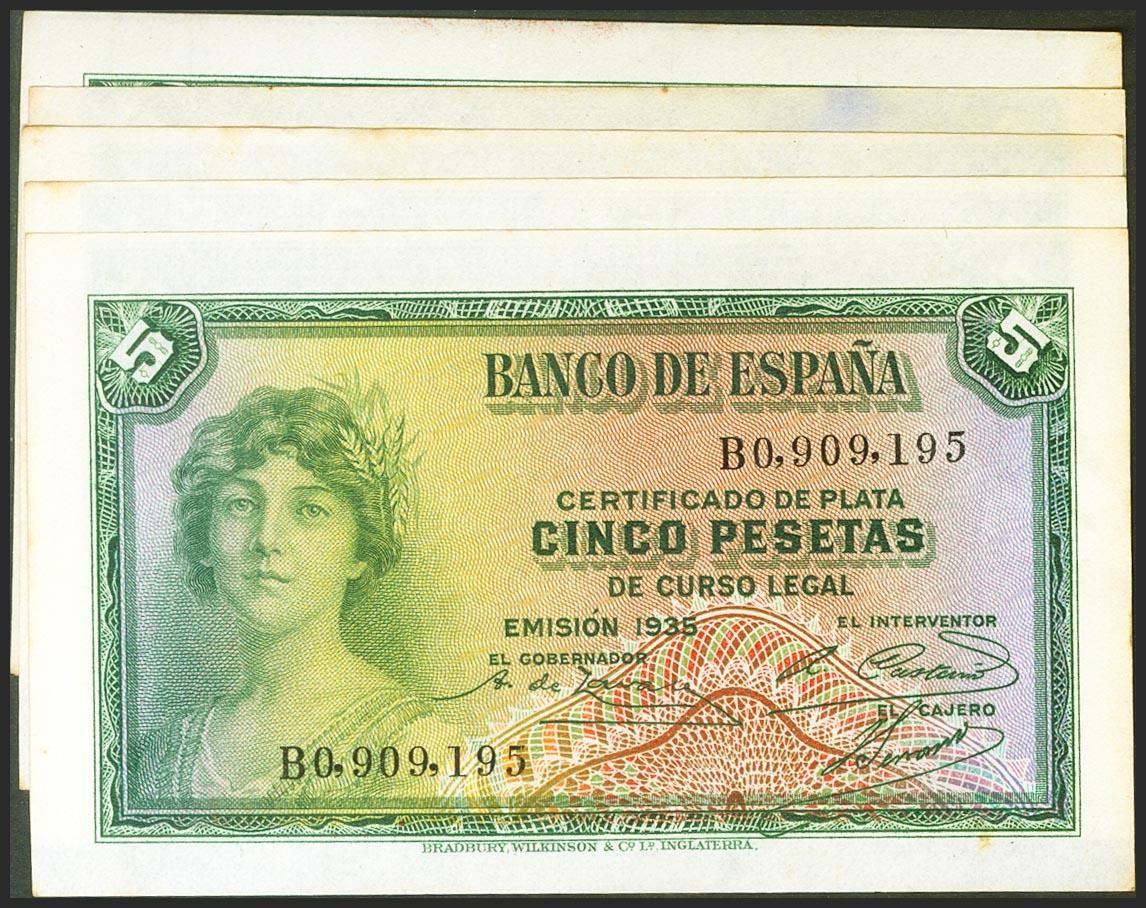 5 5
BANCO DE ESPAÑA
B0,909,195
CERTIFICADO DE PLATA
CINCO PESETAS
DE CURSO LEGAL
EMISIÓN 1935
EL INTERVENTOR
EL GOBERNADOR
EL CAJERO
B0,909,195
BRADBURY, WILKINSON & Cº Lᴰ. INGLATERRA.